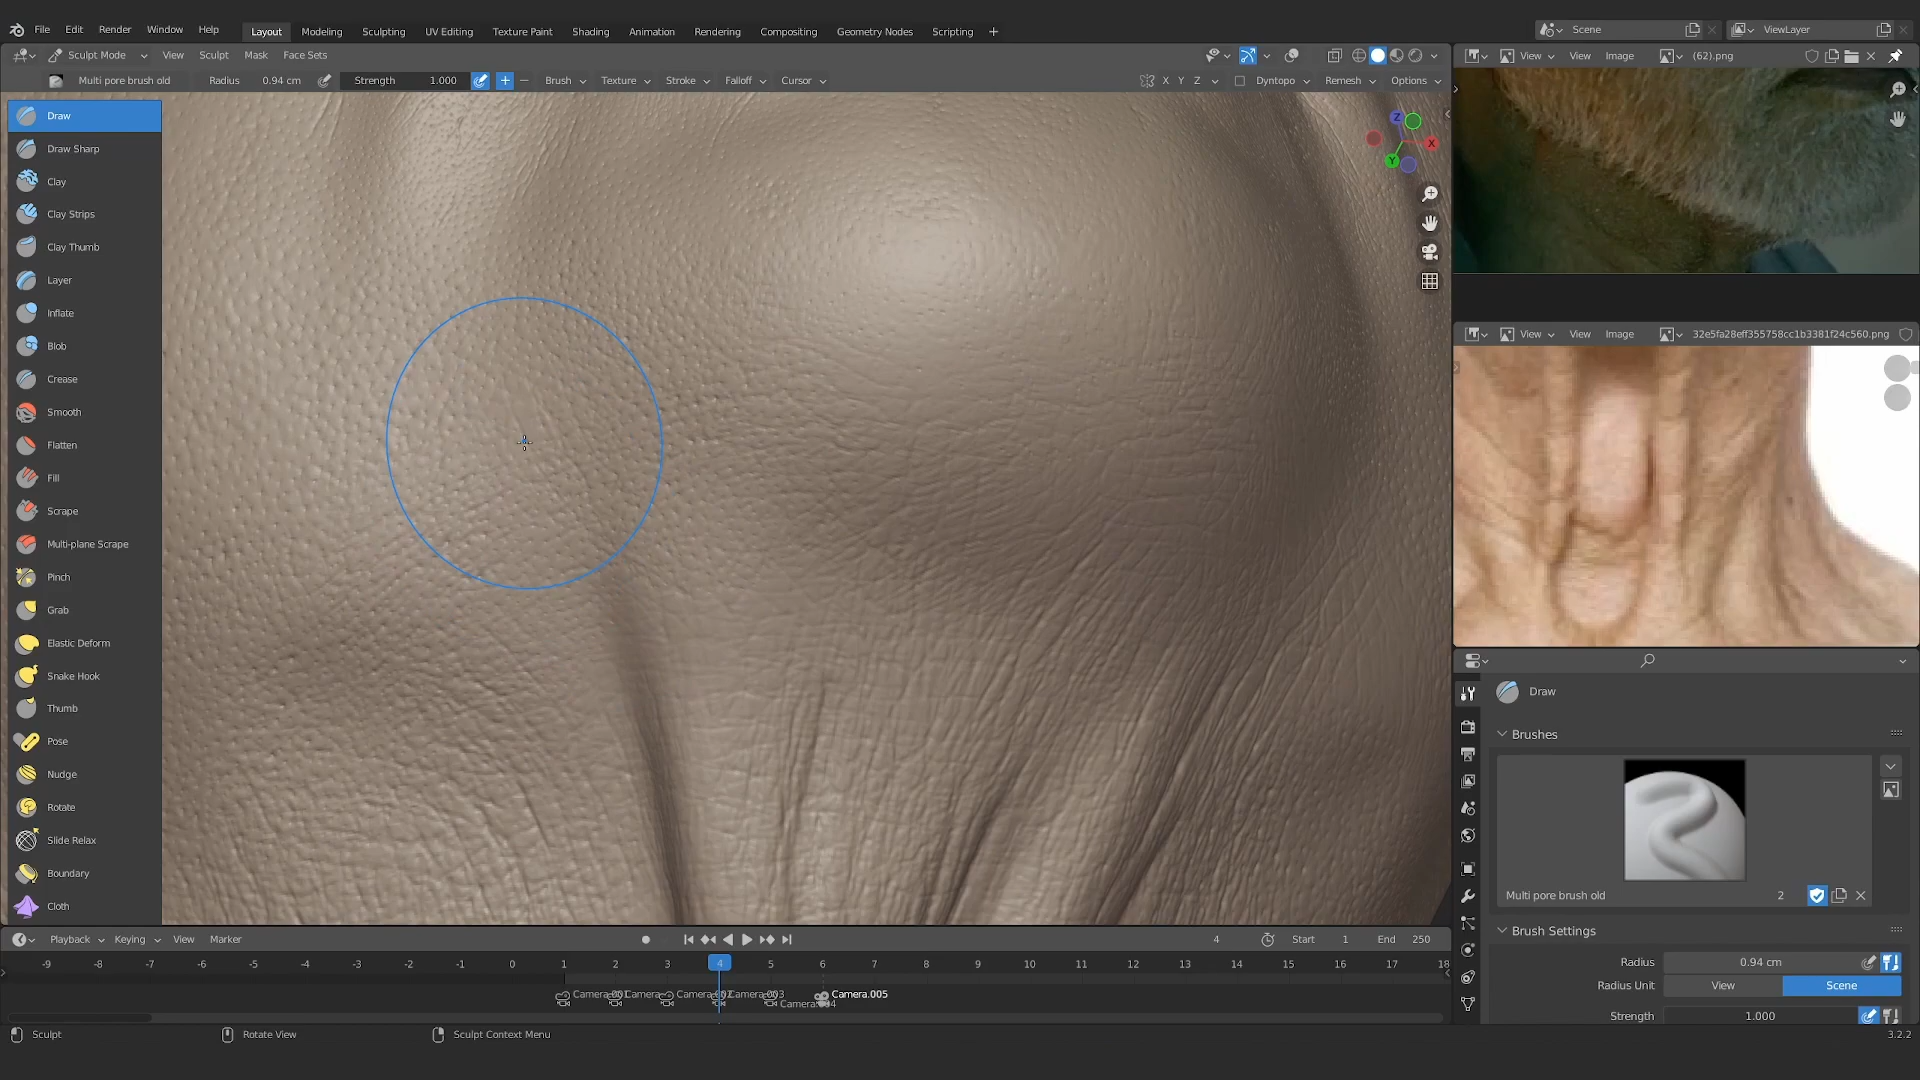 File Edit Render Window Help Layout Modeling Sculpting UV Editing Texture Paint Shading Animation Rendering Compositing Geometry Nodes Scripting + Scene ViewLayer
Sculpt Mode View Sculpt Mask Face Sets View View Image (62).png
Multi pore brush old Radius 0.94 cm Strength 1.000 Brush Texture Stroke Falloff Cursor X Y Z Dyntopo Remesh Options
Draw
Draw Sharp
Clay
Clay Strips
Clay Thumb
Layer
Inflate
Blob
Crease
Smooth
Flatten
Fill
Scrape
Multi-plane Scrape
Pinch
Grab
Elastic Deform
Snake Hook
Thumb
Pose
Nudge
Rotate
Slide Relax
Boundary
Cloth
Z
X
Y
View View Image 32e5fa28eff355758cc1b3381f24c560.png
Draw
Brushes
Multi pore brush old 2
Brush Settings
Radius 0.94 cm
Radius Unit View Scene
Strength 1.000
Playback Keying View Marker 4 Start 1 End 250
-9 -8 -7 -6 -5 -4 -3 -2 -1 0 1 2 3 4 5 6 7 8 9 10 11 12 13 14 15 16 17 18
Camera.005
Sculpt Rotate View Sculpt Context Menu 3.2.2